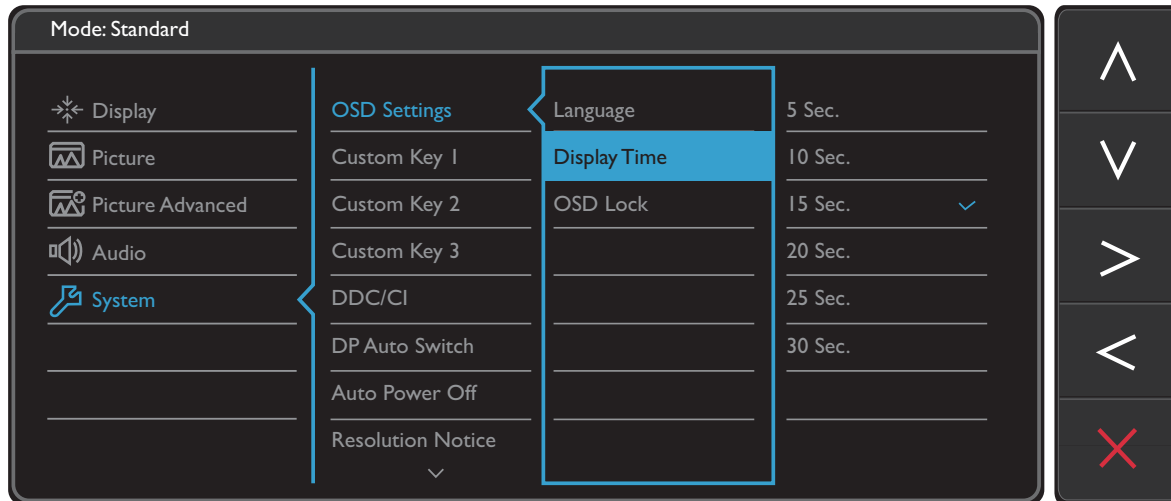 Mode: Standard
Display
Picture
Picture Advanced
Audio
System
OSD Settings
Custom Key 1
Custom Key 2
Custom Key 3
DDC/CI
DP Auto Switch
Auto Power Off
Resolution Notice
Language
Display Time
OSD Lock
5 Sec.
10 Sec.
15 Sec.
20 Sec.
25 Sec.
30 Sec.